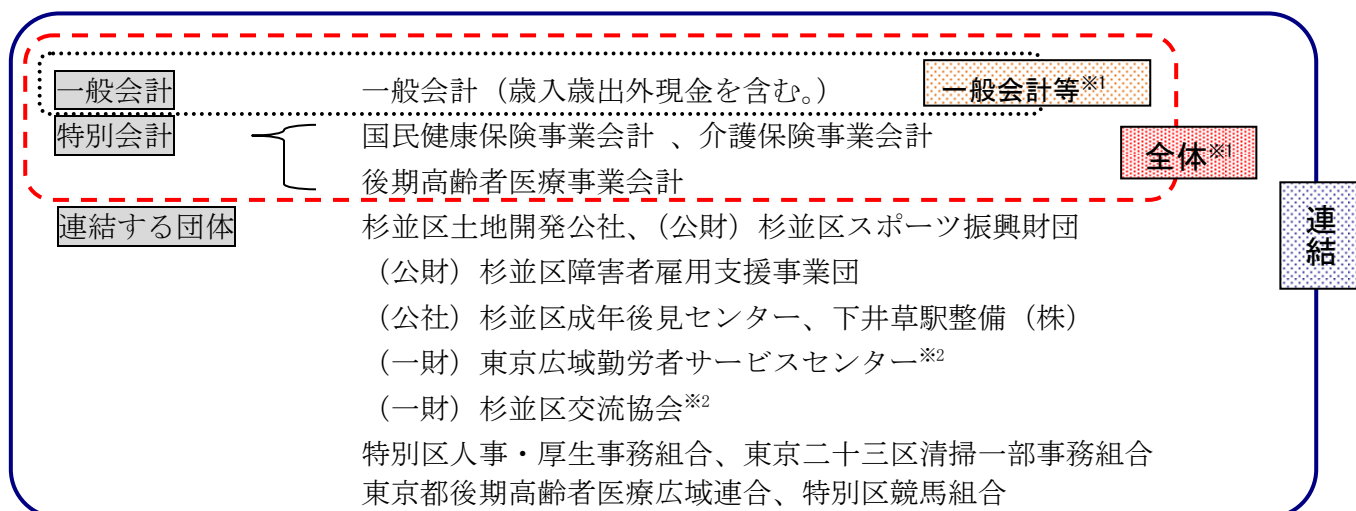 一般会計 一般会計（歳入歳出外現金を含む。） 一般会計等※1
特別会計 国民健康保険事業会計 、介護保険事業会計
全体※1
後期高齢者医療事業会計
連結する団体 杉並区土地開発公社、（公財）杉並区スポーツ振興財団
連結
（公財）杉並区障害者雇用支援事業団
（公社）杉並区成年後見センター、下井草駅整備（株）
（一財）東京広域勤労者サービスセンター※2
（一財）杉並区交流協会※2
特別区人事・厚生事務組合、東京二十三区清掃一部事務組合
東京都後期高齢者医療広域連合、特別区競馬組合